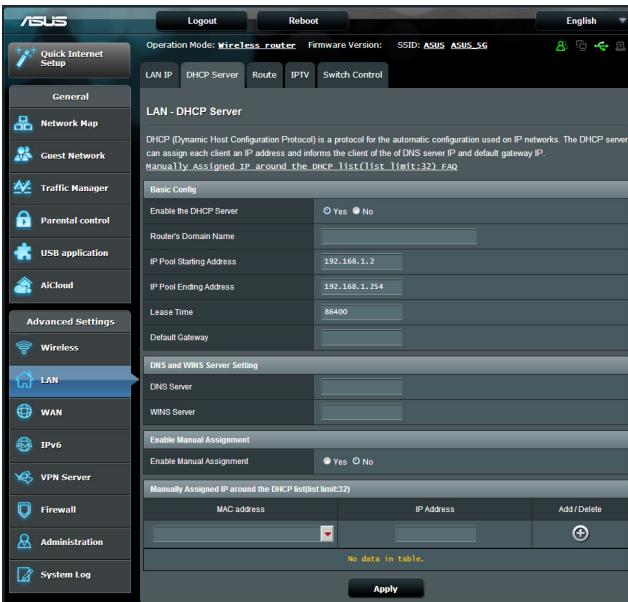 ASUS
Logout
Reboot
English
Quick Internet Setup
Operation Mode: Wireless router Firmware Version: SSID: ASUS ASUS_5G
LAN IP
DHCP Server
Route
IPTV
Switch Control
General
Network Map
Guest Network
Traffic Manager
Parental control
USB application
AiCloud
Advanced Settings
Wireless
LAN
WAN
IPv6
VPN Server
Firewall
Administration
System Log
LAN - DHCP Server
DHCP (Dynamic Host Configuration Protocol) is a protocol for the automatic configuration used on IP networks. The DHCP server
can assign each client an IP address and informs the client of the of DNS server IP and default gateway IP.
Manually Assigned IP around the DHCP list(list limit:32) FAQ
Basic Config
Enable the DHCP Server Yes No
Router's Domain Name
IP Pool Starting Address 192.168.1.2
IP Pool Ending Address 192.168.1.254
Lease Time 86400
Default Gateway
DNS and WINS Server Setting
DNS Server
WINS Server
Enable Manual Assignment
Enable Manual Assignment Yes No
Manually Assigned IP around the DHCP list(list limit:32)
MAC address IP Address Add / Delete
No data in table.
Apply